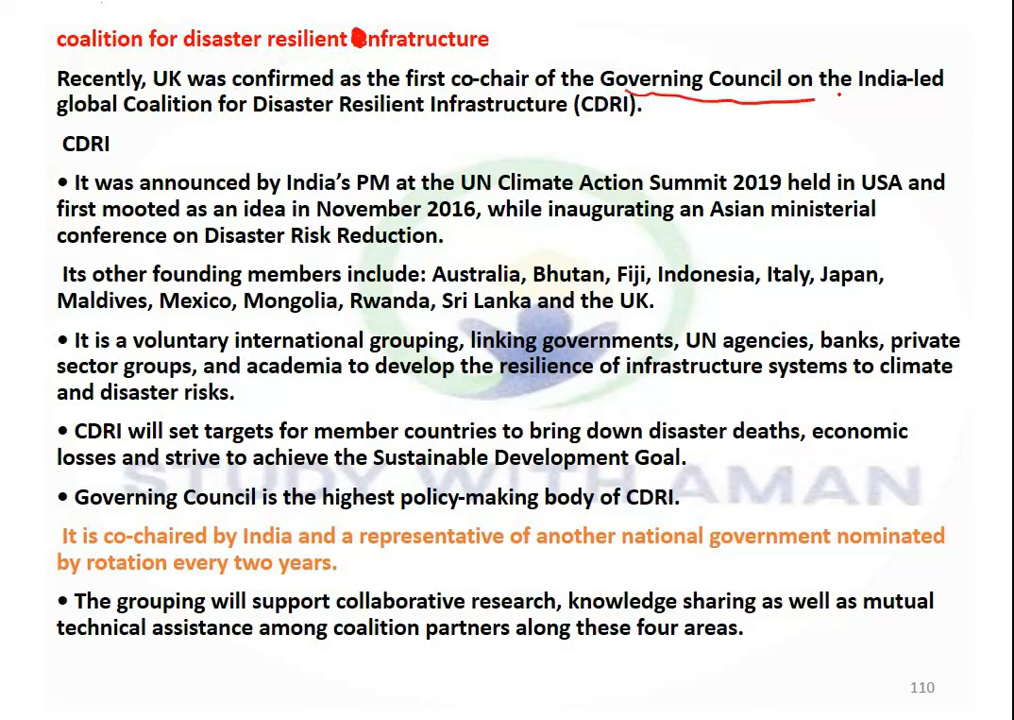 coalition for disaster resilient infratructure
Recently, UK was confirmed as the first co-chair of the Governing Council on the India-led
global Coalition for Disaster Resilient Infrastructure (CDRI).
CDRI
• It was announced by India's PM at the UN Climate Action Summit 2019 held in USA and
first mooted as an idea in November 2016, while inaugurating an Asian ministerial
conference on Disaster Risk Reduction.
Its other founding members include: Australia, Bhutan, Fiji, Indonesia, Italy, Japan,
Maldives, Mexico, Mongolia, Rwanda, Sri Lanka and the UK.
• It is a voluntary international grouping, linking governments, UN agencies, banks, private
sector groups, and academia to develop the resilience of infrastructure systems to climate
and disaster risks.
• CDRI will set targets for member countries to bring down disaster deaths, economic
losses and strive to achieve the Sustainable Development Goal.
STUDY WITH AMAN
• Governing Council is the highest policy-making body of CDRI.
It is co-chaired by India and a representative of another national government nominated
by rotation every two years.
• The grouping will support collaborative research, knowledge sharing as well as mutual
technical assistance among coalition partners along these four areas.
110